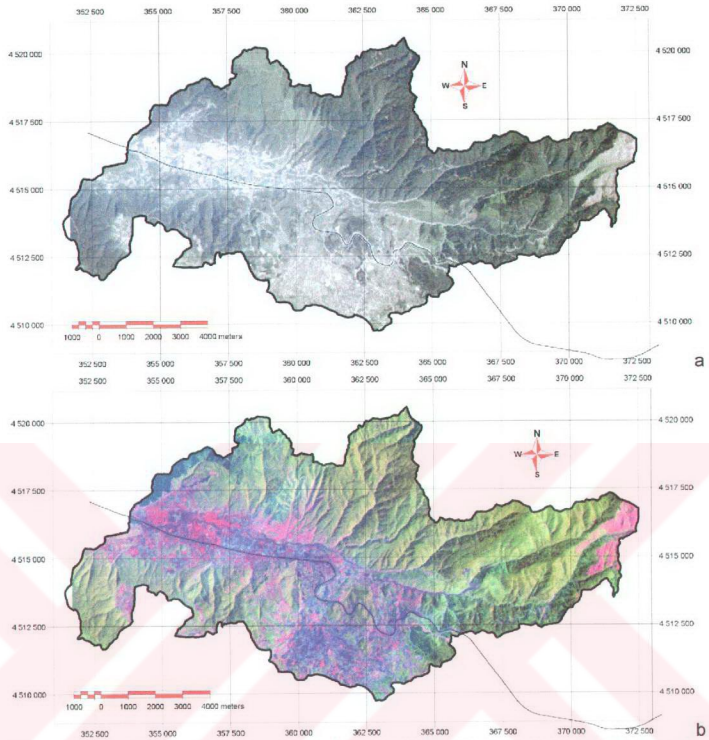 352 500 355 000 357 500 360 000 362 500 365 000 367 500 370 000 372 500
4 520 000 4 520 000
N
W E
S
4 517 500 4 517 500
4 515 000 4 515 000
4 512 500 4 512 500
4 510 000 4 510 000
1000 0 1000 2000 3000 4000 meters
352 500 355 000 357 500 360 000 362 500 365 000 367 500 370 000 372 500
a
352 500 355 000 357 500 360 000 362 500 365 000 367 500 370 000 372 500
4 520 000 4 520 000
N
W E
S
4 517 500 4 517 500
4 515 000 4 515 000
4 512 500 4 512 500
4 510 000 4 510 000
1000 0 1000 2000 3000 4000 meters
352 500 355 000 357 500 360 000 362 500 365 000 367 500 370 000 372 500
b